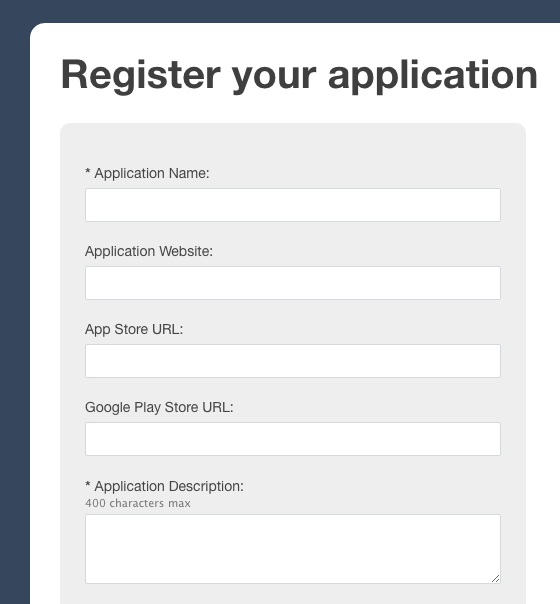 Register your application
* Application Name:
Application Website:
App Store URL:
Google Play Store URL:
* Application Description:
400 characters max